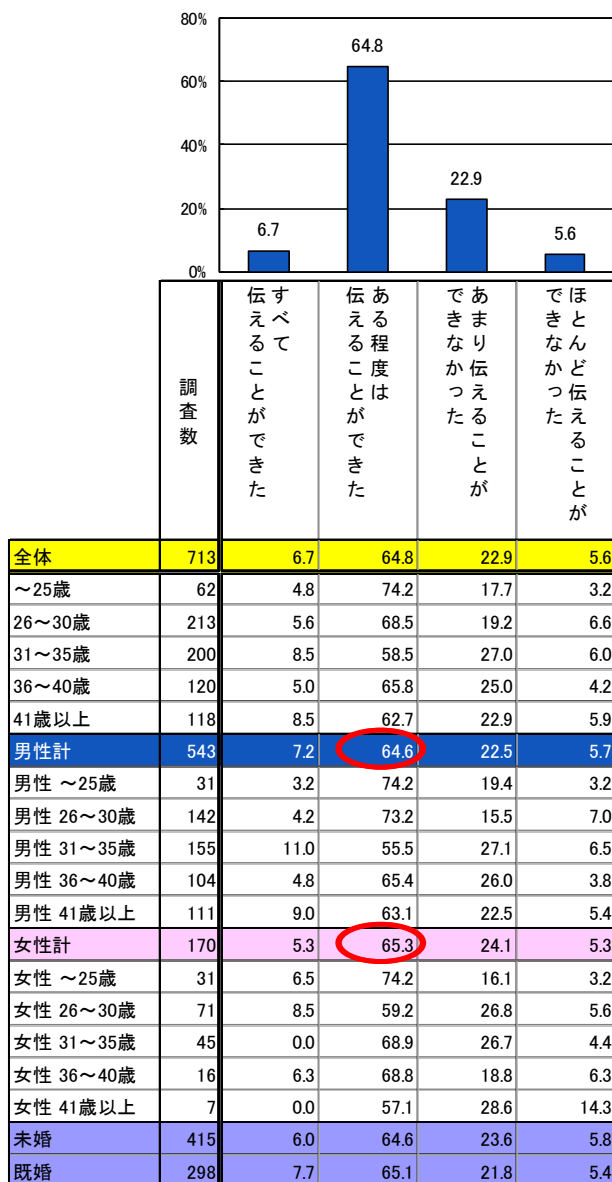 80%
60%
40%
20%
0%
6.7
64.8
22.9
5.6
調査数
すべて
伝えることができた
ある程度は
伝えることができた
あまり伝えることが
できなかった
ほとんど伝えることが
できなかった
全体 713 6.7 64.8 22.9 5.6
～25歳 62 4.8 74.2 17.7 3.2
26～30歳 213 5.6 68.5 19.2 6.6
31～35歳 200 8.5 58.5 27.0 6.0
36～40歳 120 5.0 65.8 25.0 4.2
41歳以上 118 8.5 62.7 22.9 5.9
男性計 543 7.2 64.6 22.5 5.7
男性 ～25歳 31 3.2 74.2 19.4 3.2
男性 26～30歳 142 4.2 73.2 15.5 7.0
男性 31～35歳 155 11.0 55.5 27.1 6.5
男性 36～40歳 104 4.8 65.4 26.0 3.8
男性 41歳以上 111 9.0 63.1 22.5 5.4
女性計 170 5.3 65.3 24.1 5.3
女性 ～25歳 31 6.5 74.2 16.1 3.2
女性 26～30歳 71 8.5 59.2 26.8 5.6
女性 31～35歳 45 0.0 68.9 26.7 4.4
女性 36～40歳 16 6.3 68.8 18.8 6.3
女性 41歳以上 7 0.0 57.1 28.6 14.3
未婚 415 6.0 64.6 23.6 5.8
既婚 298 7.7 65.1 21.8 5.4